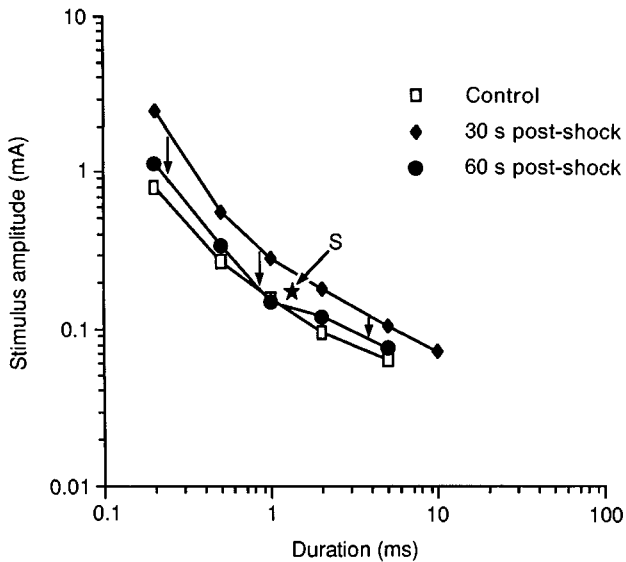 10
1
0.1
0.01
Stimulus amplitude (mA)
Control
30 s post-shock
60 s post-shock
S
0.1
1
10
100
Duration (ms)